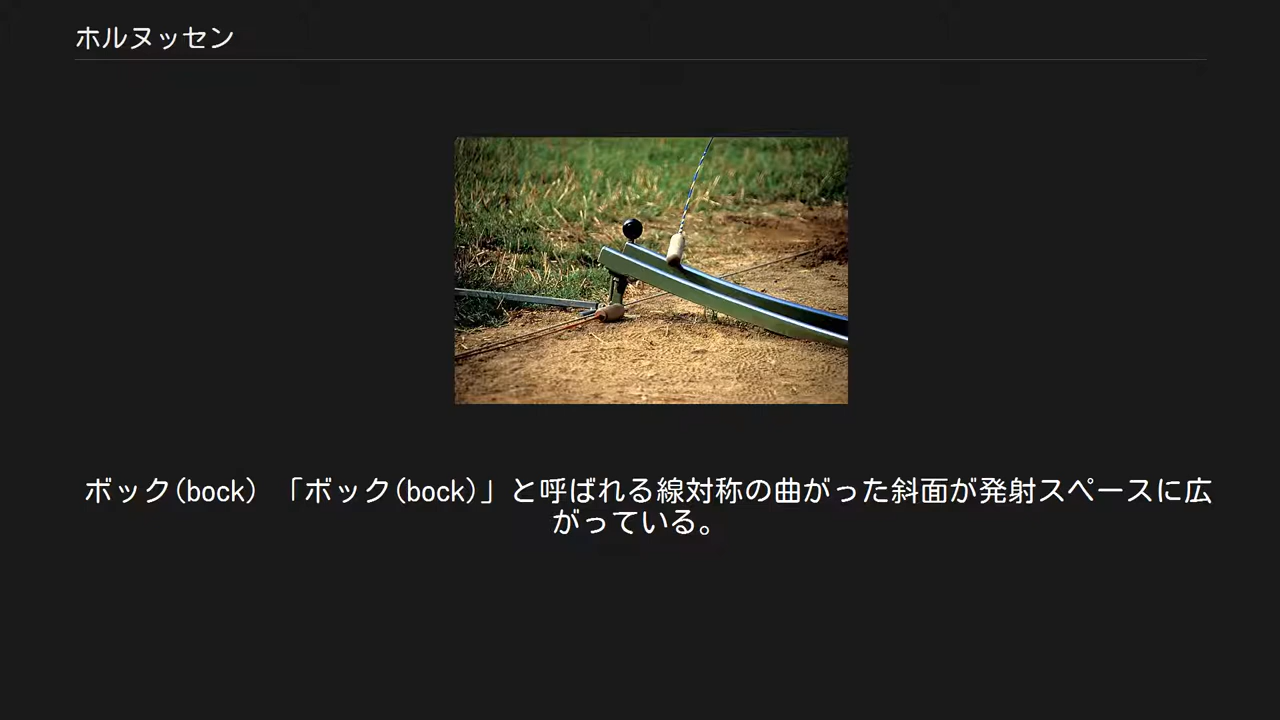 ホルヌッセン
ボック(bock) 「ボック(bock)」と呼ばれる線対称の曲がった斜面が発射スペースに広
がっている。